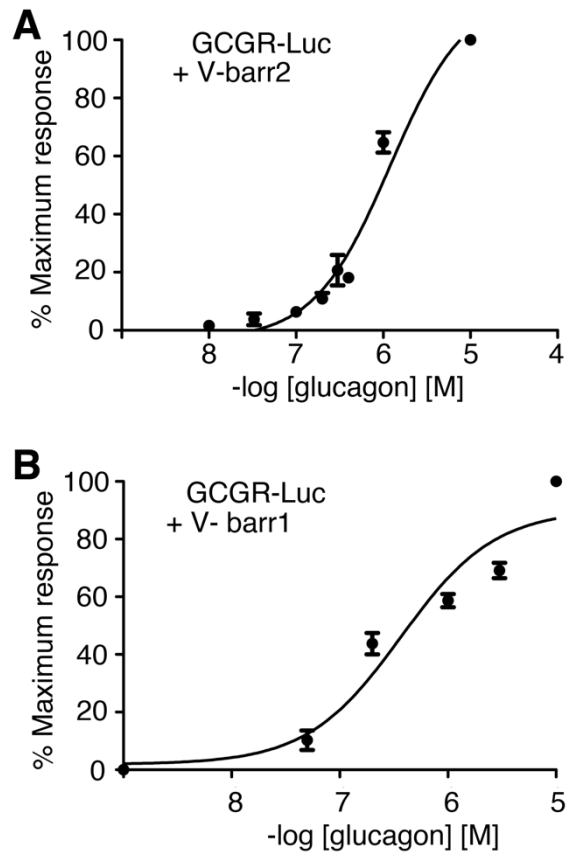 A
GCGR-Luc
+ V-barr2
% Maximum response
100
80
60
40
20
0
8 7 6 5 4
-log [glucagon] [M]
B
GCGR-Luc
+ V- barr1
% Maximum response
100
80
60
40
20
0
8 7 6 5
-log [glucagon] [M]